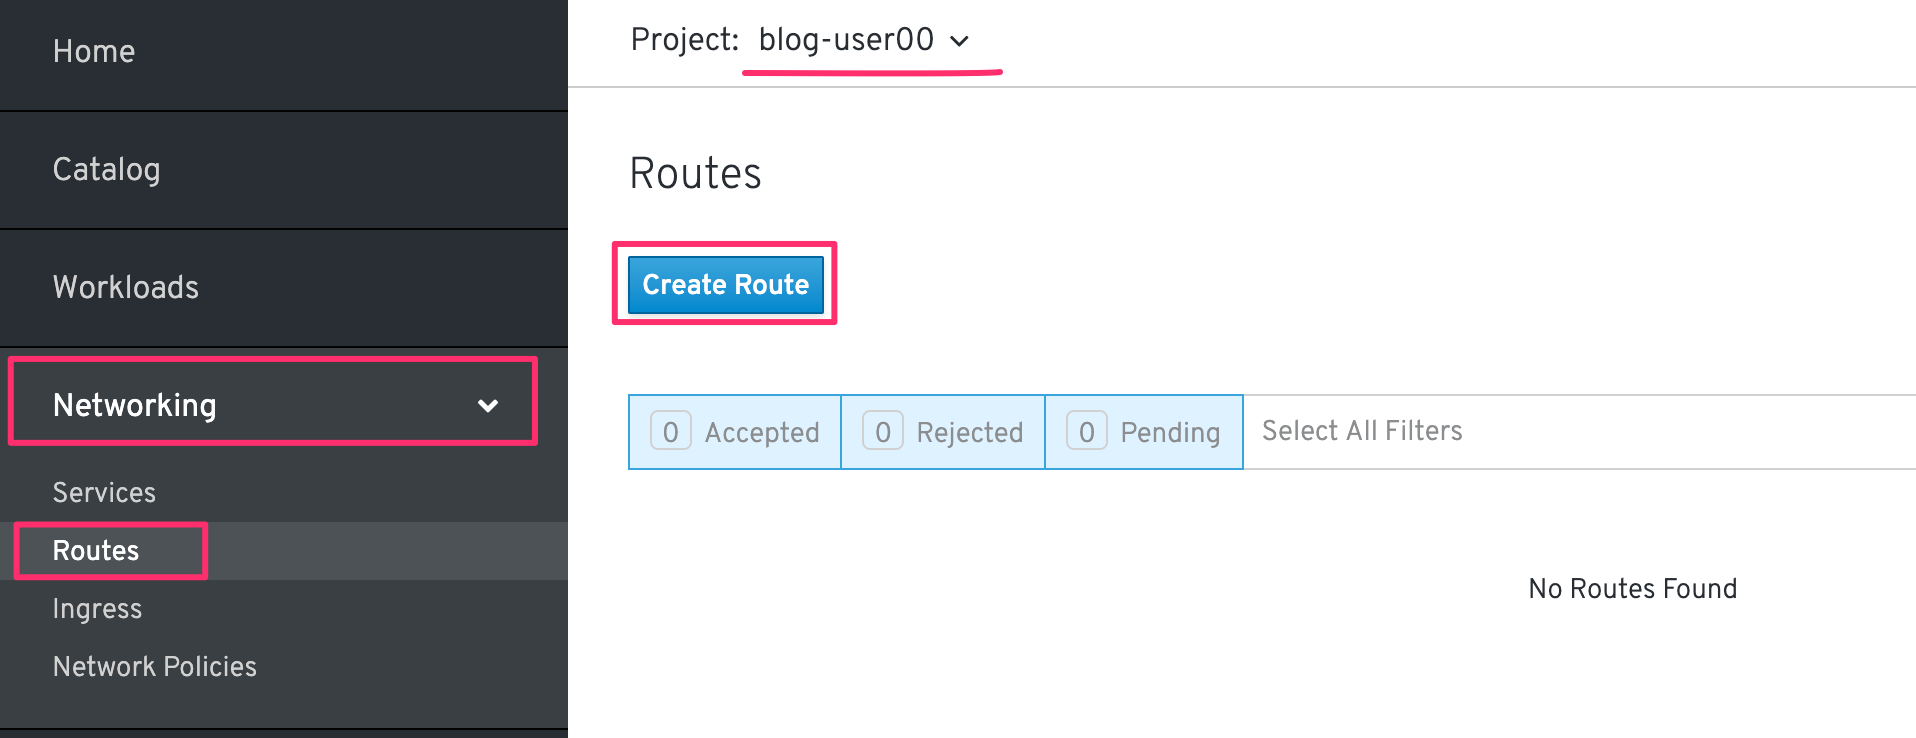 Home
Catalog
Workloads
Networking
Services
Routes
Ingress
Network Policies
Project: blog-user00
Routes
Create Route
0 Accepted 0 Rejected 0 Pending Select All Filters
No Routes Found